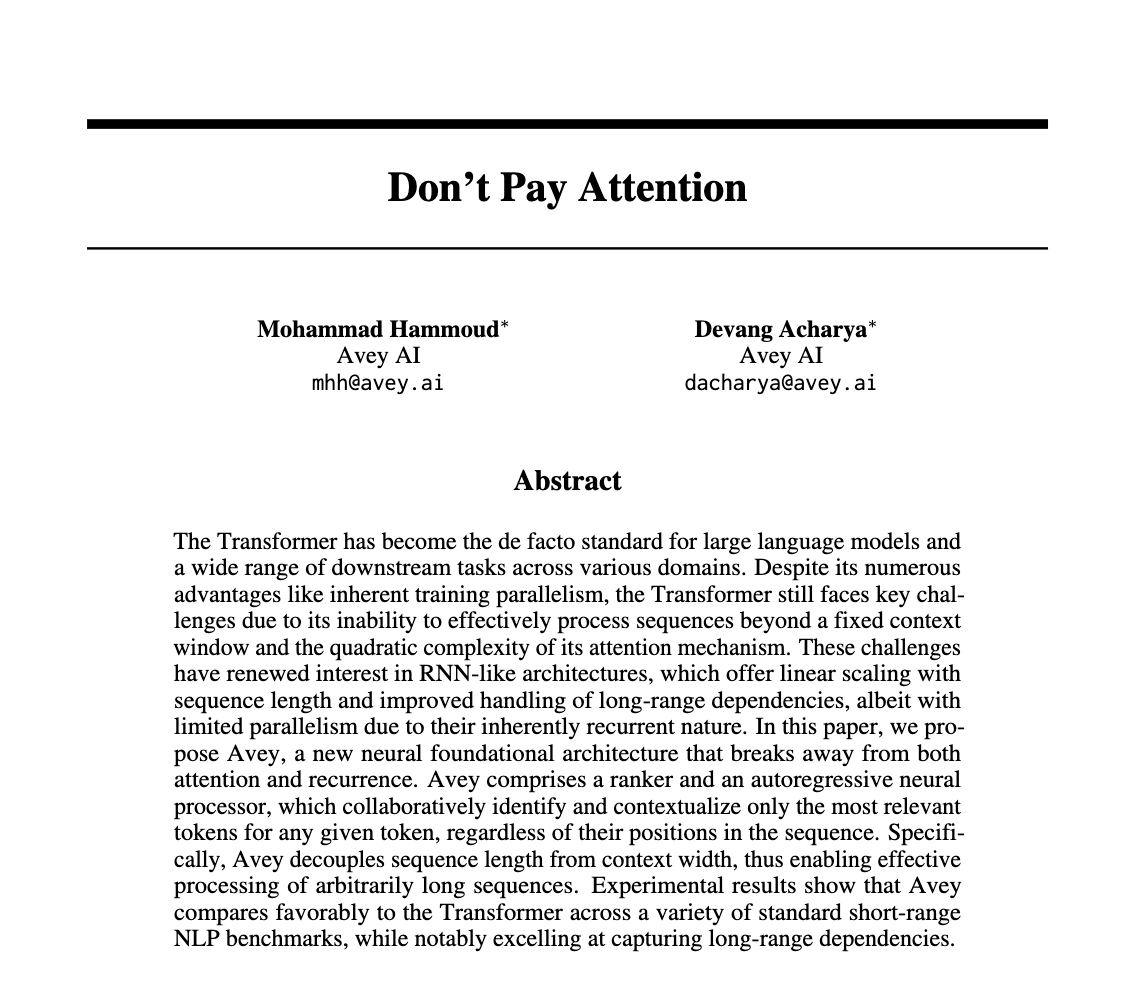 Don't Pay Attention
Mohammad Hammoud*
Avey AI
mhh@avey.ai
Devang Acharya*
Avey AI
dacharya@avey.ai
Abstract
The Transformer has become the de facto standard for large language models and
a wide range of downstream tasks across various domains. Despite its numerous
advantages like inherent training parallelism, the Transformer still faces key chal-
lenges due to its inability to effectively process sequences beyond a fixed context
window and the quadratic complexity of its attention mechanism. These challenges
have renewed interest in RNN-like architectures, which offer linear scaling with
sequence length and improved handling of long-range dependencies, albeit with
limited parallelism due to their inherently recurrent nature. In this paper, we pro-
pose Avey, a new neural foundational architecture that breaks away from both
attention and recurrence. Avey comprises a ranker and an autoregressive neural
processor, which collaboratively identify and contextualize only the most relevant
tokens for any given token, regardless of their positions in the sequence. Specifi-
cally, Avey decouples sequence length from context width, thus enabling effective
processing of arbitrarily long sequences. Experimental results show that Avey
compares favorably to the Transformer across a variety of standard short-range
NLP benchmarks, while notably excelling at capturing long-range dependencies.